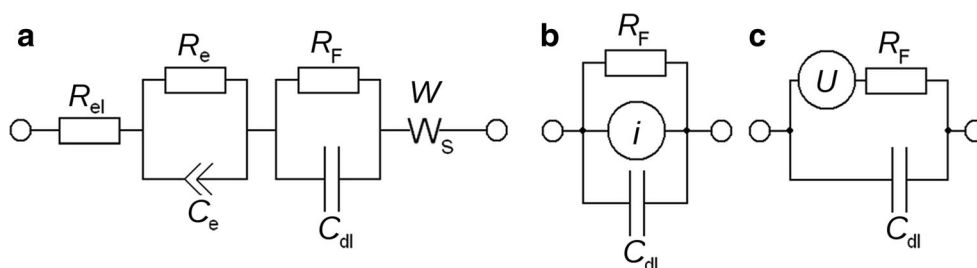 a
R_el
R_e
C_e
R_F
C_dl
W_S
b
R_F
i
C_dl
c
U
R_F
C_dl